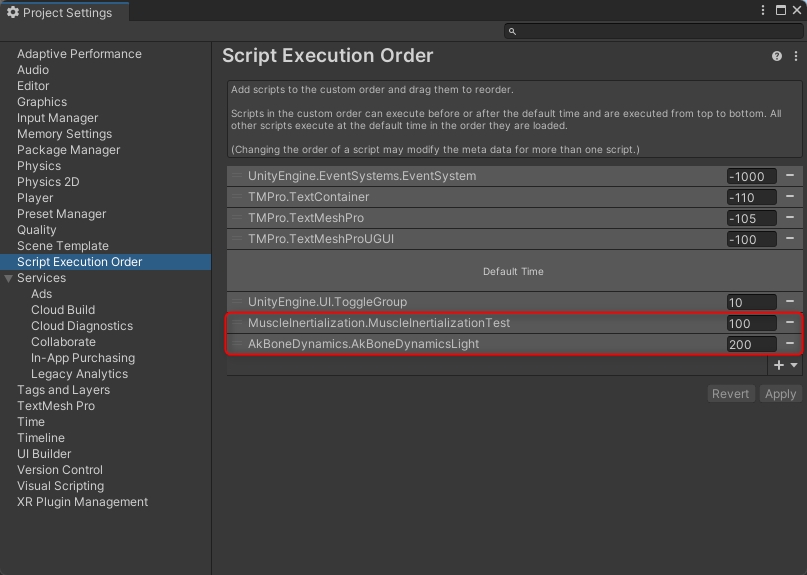 Project Settings
Adaptive Performance
Audio
Editor
Graphics
Input Manager
Memory Settings
Package Manager
Physics
Physics 2D
Player
Preset Manager
Quality
Scene Template
Script Execution Order
Services
Ads
Cloud Build
Cloud Diagnostics
Collaborate
In-App Purchasing
Legacy Analytics
Tags and Layers
TextMesh Pro
Time
Timeline
UI Builder
Version Control
Visual Scripting
XR Plugin Management
Script Execution Order
Add scripts to the custom order and drag them to reorder.
Scripts in the custom order can execute before or after the default time and are executed from top to bottom. All
other scripts execute at the default time in the order they are loaded.
(Changing the order of a script may modify the meta data for more than one script.)
UnityEngine.EventSystems.EventSystem -1000
TMPro.TextContainer -110
TMPro.TextMeshPro -105
TMPro.TextMeshProUGUI -100
Default Time
UnityEngine.UI.ToggleGroup 10
MuscleInertialization.MuscleInertializationTest 100
AkBoneDynamics.AkBoneDynamicsLight 200
Revert Apply